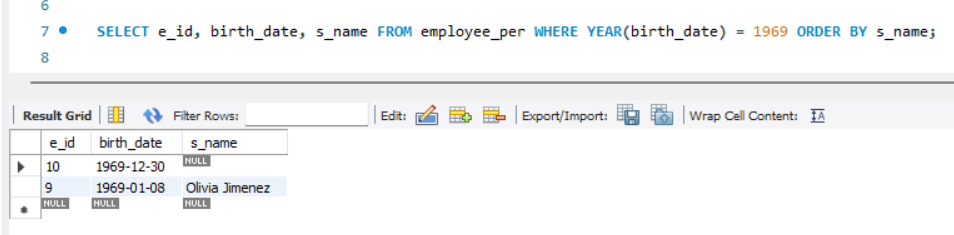 6
7 SELECT e_id, birth_date, s_name FROM employee_per WHERE YEAR(birth_date) = 1969 ORDER BY s_name;
8
Result Grid Filter Rows: Edit: Export/Import: Wrap Cell Content: IA
e_id birth_date s_name
10 1969-12-30 NULL
9 1969-01-08 Olivia Jimenez
NULL NULL NULL